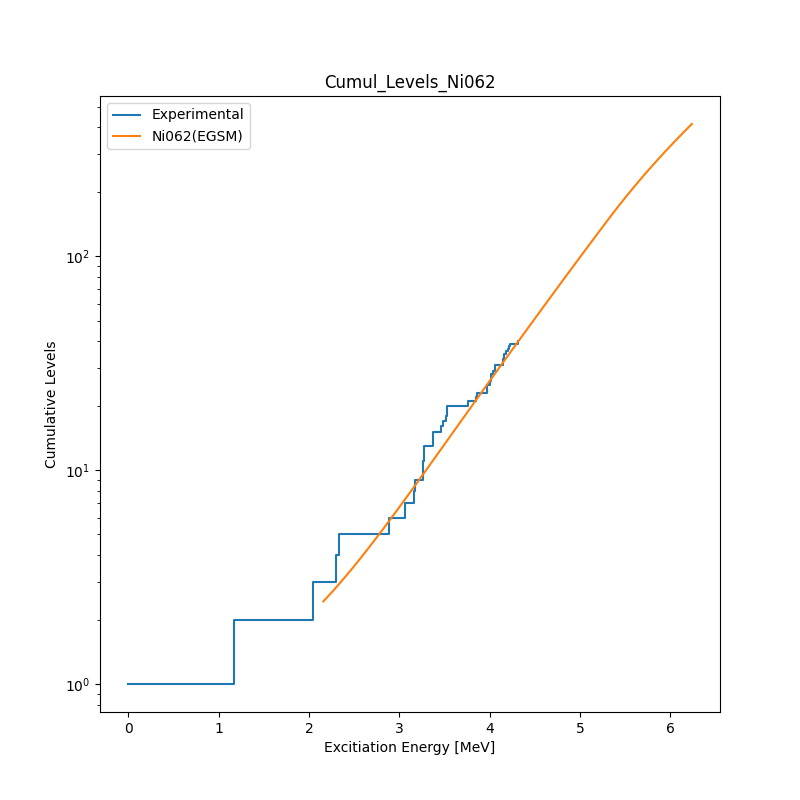 Cumul_Levels_Ni062
Experimental
Ni062(EGSM)
10²
10¹
10⁰
Cumulative Levels
0 1 2 3 4 5 6
Excitiation Energy [MeV]